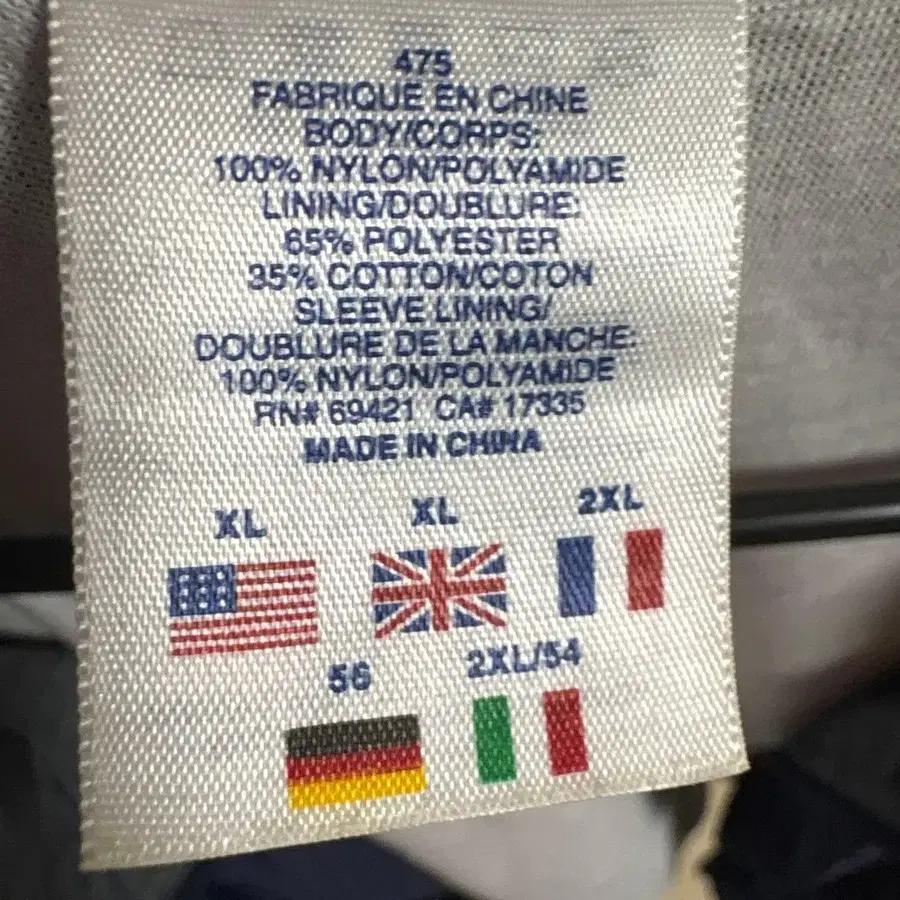 475
FABRIQUE EN CHINE
BODY/CORPS:
100% NYLON/POLYAMIDE
LINING/DOUBLURE:
65% POLYESTER
35% COTTON/COTON
SLEEVE LINING/
DOUBLURE DE LA MANCHE:
100% NYLON/POLYAMIDE
RN# 69421 CA# 17335
MADE IN CHINA
XL XL 2XL
56 2XL/54